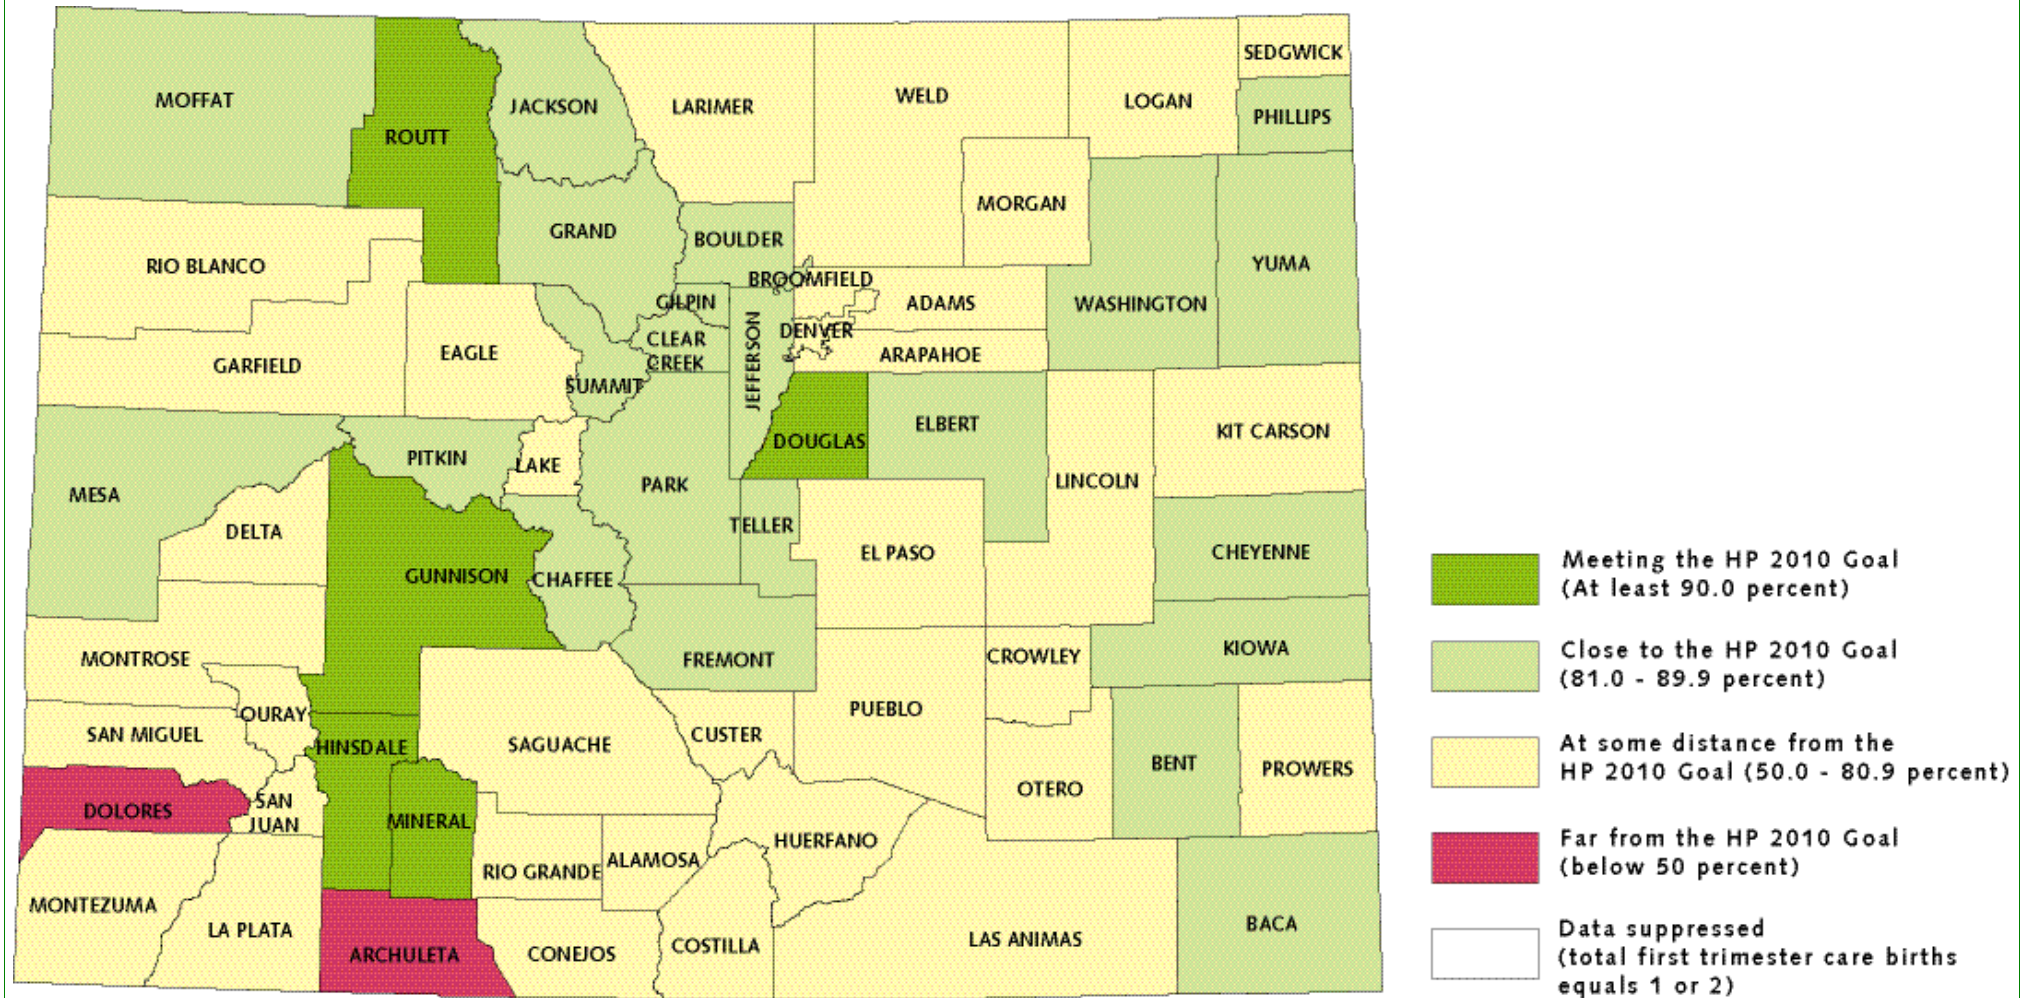 SEDGWICK
MOFFAT
JACKSON
LARIMER
WELD
LOGAN
PHILLIPS
ROUTT
MORGAN
GRAND
BOULDER
RIO BLANCO
YUMA
BROOMFIELD
GILPIN
ADAMS
WASHINGTON
DENVER
CLEAR
CREEK
EAGLE
ARAPAHOE
GARFIELD
JEFFERSON
SUMMIT
ELBERT
KIT CARSON
DOUGLAS
PITKIN
LAKE
LINCOLN
PARK
MESA
TELLER
DELTA
EL PASO
CHEYENNE
GUNNISON
CHAFFEE
MONTROSE
FREMONT
CROWLEY
KIOWA
OURAY
PUEBLO
SAN MIGUEL
HINSDALE
SAGUACHE
CUSTER
BENT
PROWERS
OTERO
DOLORES
SAN
JUAN
MINERAL
HUERFANO
RIO GRANDE
ALAMOSA
MONTEZUMA
LA PLATA
BACA
ARCHULETA
CONEJOS
COSTILLA
LAS ANIMAS
Meeting the HP 2010 Goal
(At least 90.0 percent)
Close to the HP 2010 Goal
(81.0 - 89.9 percent)
At some distance from the
HP 2010 Goal (50.0 - 80.9 percent)
Far from the HP 2010 Goal
(below 50 percent)
Data suppressed
(total first trimester care births
equals 1 or 2)